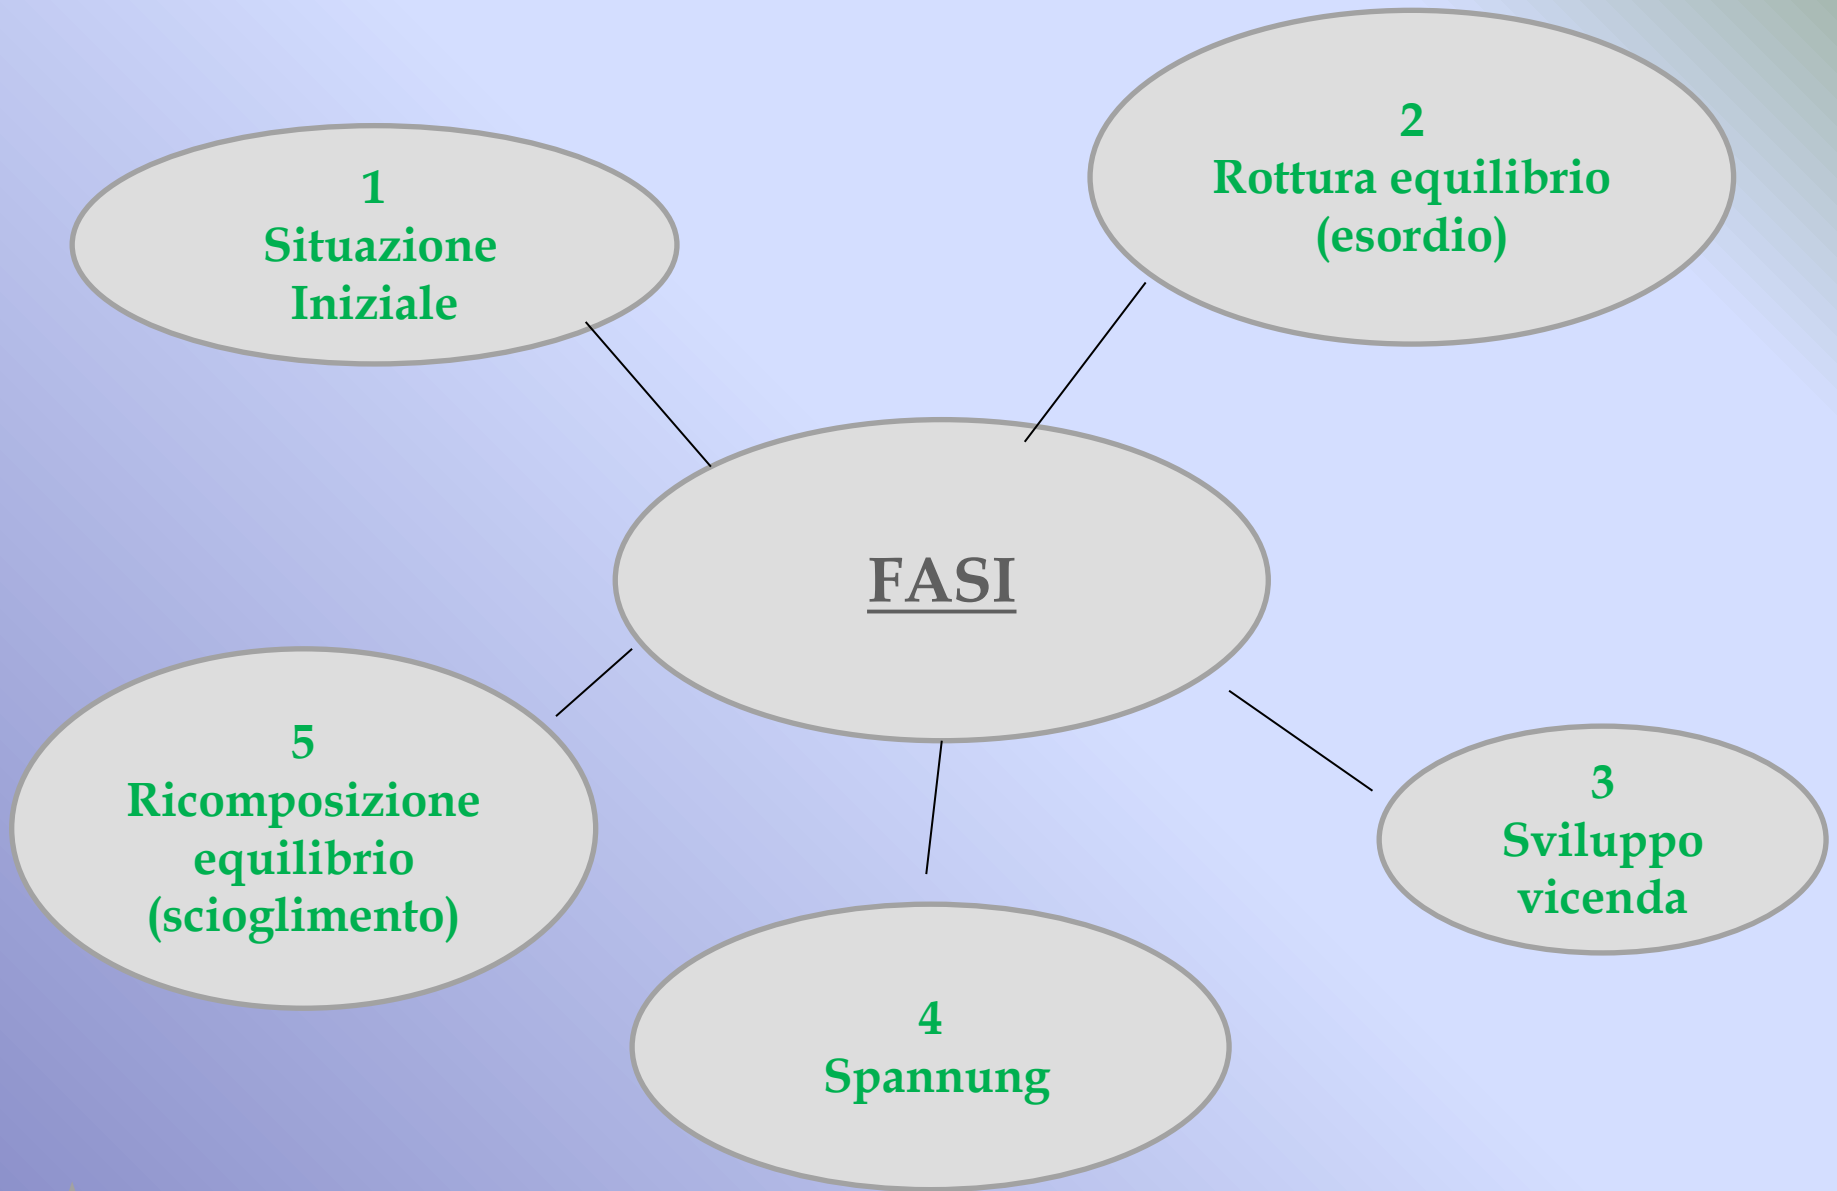 1
Situazione
Iniziale
2
Rottura equilibrio
(esordio)
FASI
3
Sviluppo
vicenda
4
Spannung
5
Ricomposizione
equilibrio
(scioglimento)